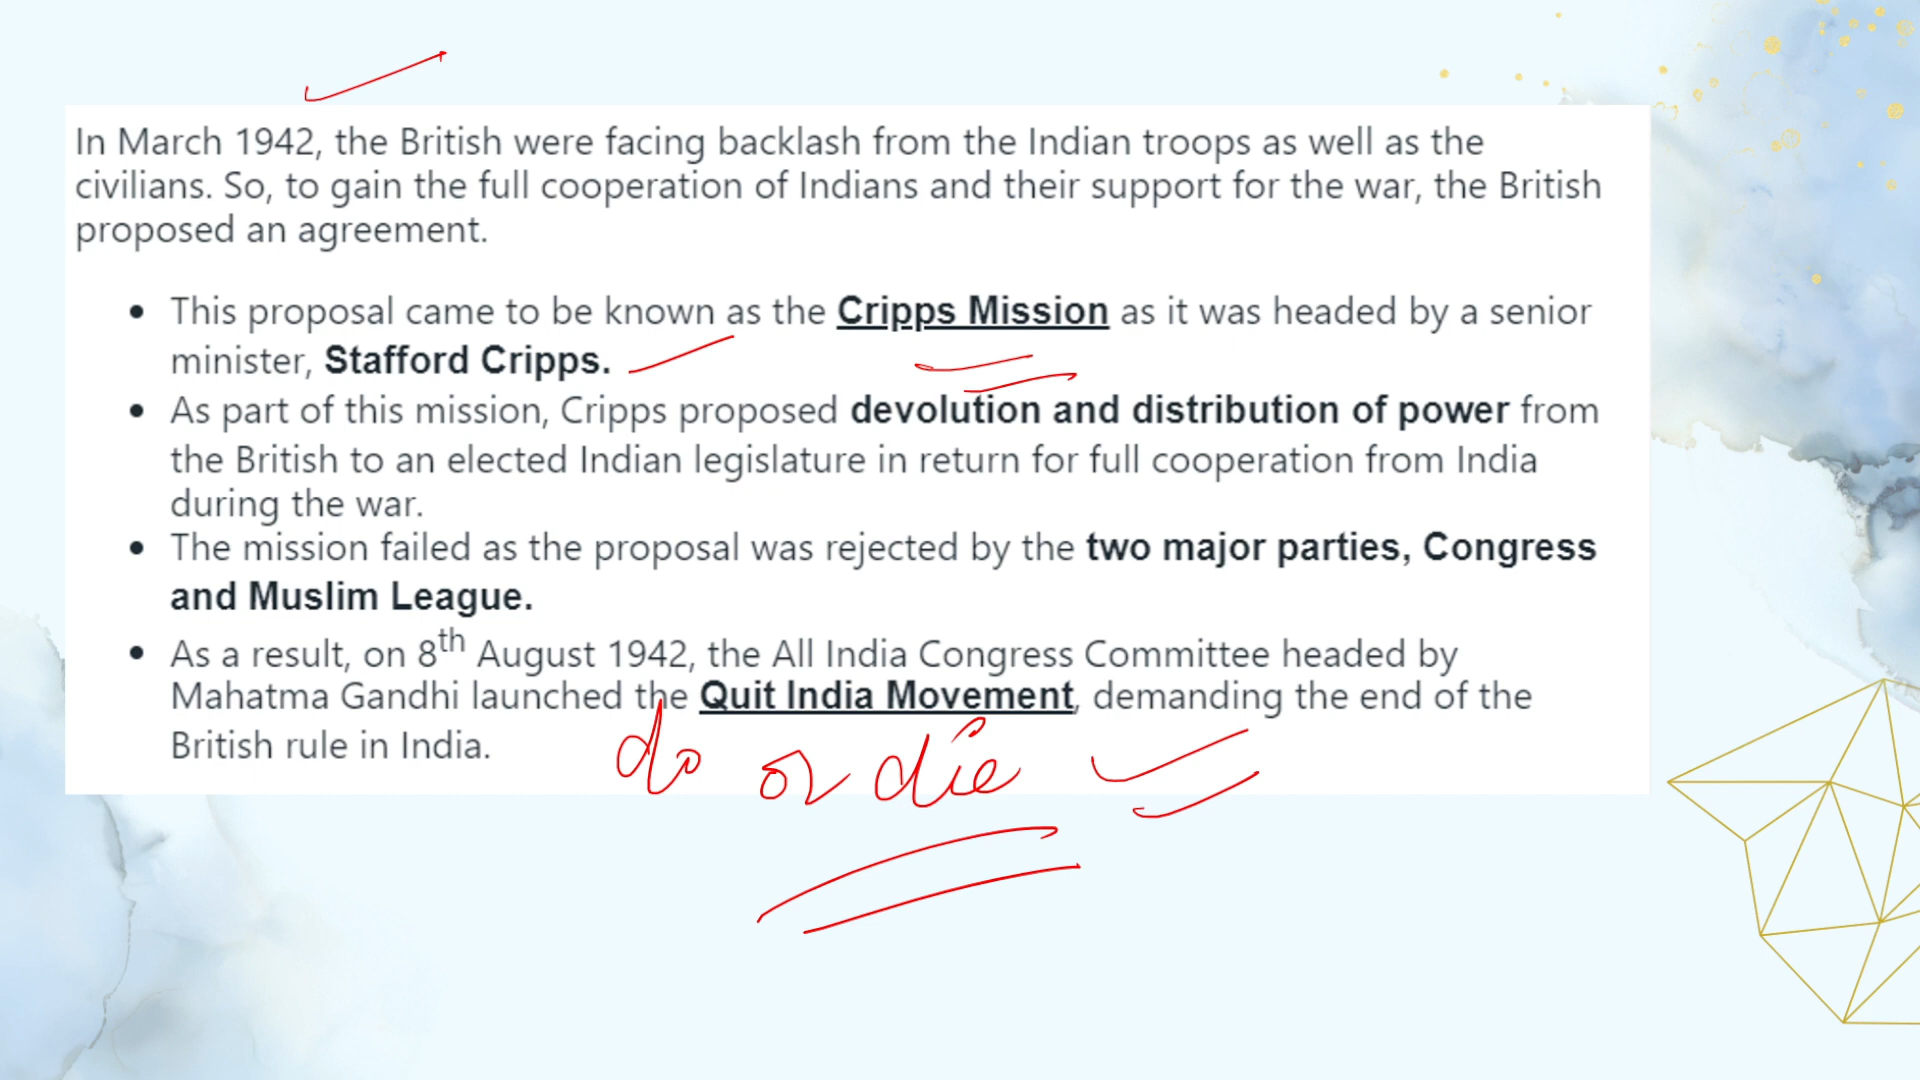 In March 1942, the British were facing backlash from the Indian troops as well as the
civilians. So, to gain the full cooperation of Indians and their support for the war, the British
proposed an agreement.
• This proposal came to be known as the Cripps Mission as it was headed by a senior
minister, Stafford Cripps.
• As part of this mission, Cripps proposed devolution and distribution of power from
the British to an elected Indian legislature in return for full cooperation from India
during the war.
• The mission failed as the proposal was rejected by the two major parties, Congress
and Muslim League.
• As a result, on 8th August 1942, the All India Congress Committee headed by
Mahatma Gandhi launched the Quit India Movement, demanding the end of the
British rule in India.
do or die